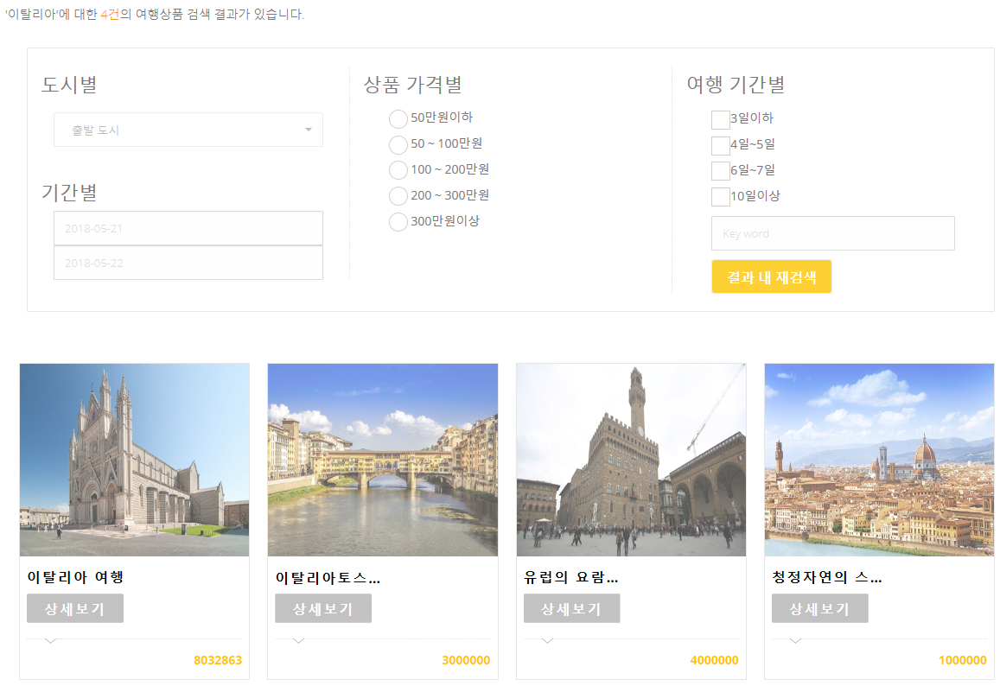 '이탈리아'에 대한 4건의 여행상품 검색 결과가 있습니다.
도시별
출발 도시
기간별
2018-05-21
2018-05-22
상품 가격별
50만원이하
50 ~ 100만원
100 ~ 200만원
200 ~ 300만원
300만원이상
여행 기간별
3일이하
4일~5일
6일~7일
10일이상
Key word
결과 내 재검색
이탈리아 여행
상세보기
8032863
이탈리아토스...
상세보기
3000000
유럽의 요람...
상세보기
4000000
청정자연의 스...
상세보기
1000000